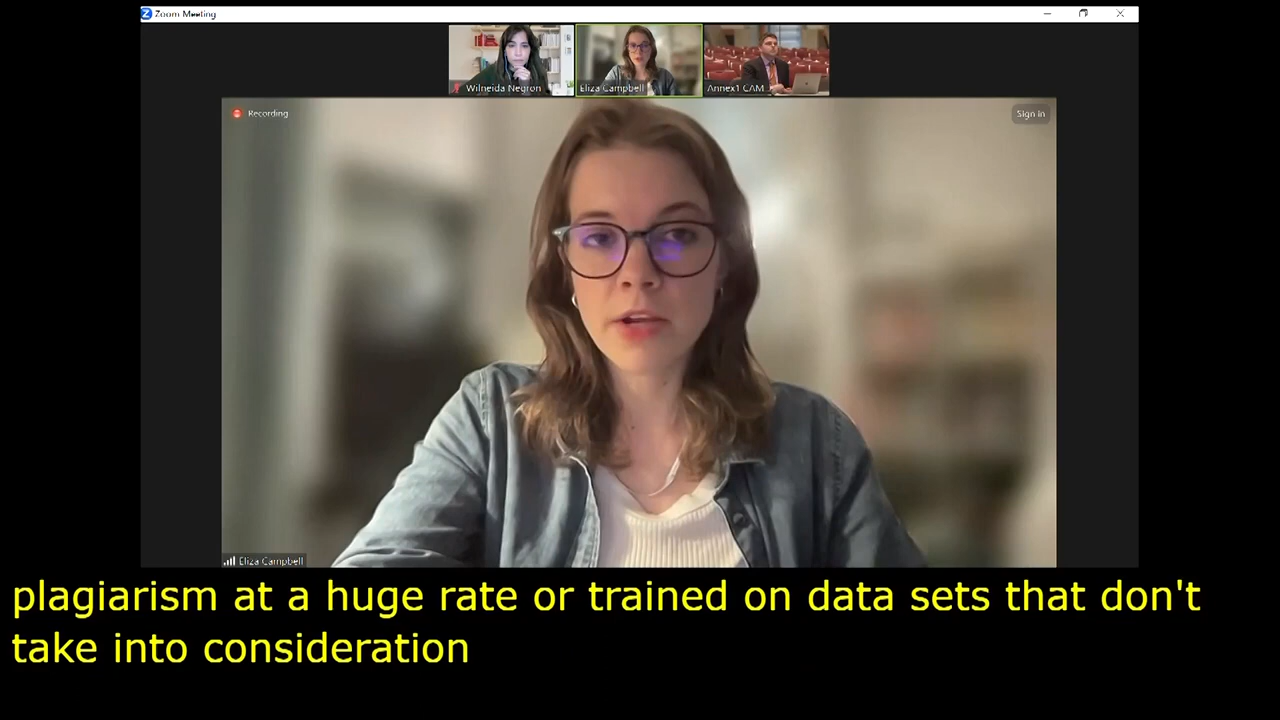 Zoom Meeting
Wilneida Negrón
Eliza Campbell
Annex1 CAM
Recording
Sign in
Eliza Campbell
plagiarism at a huge rate or trained on data sets that don't
take into consideration